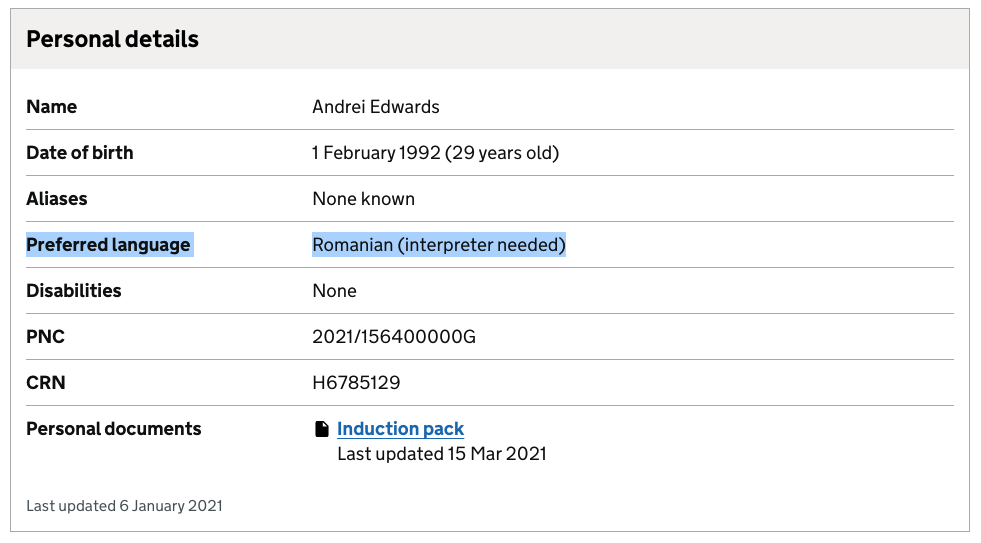 Personal details
Name Andrei Edwards
Date of birth 1 February 1992 (29 years old)
Aliases None known
Preferred language Romanian (interpreter needed)
Disabilities None
PNC 2021/156400000G
CRN H6785129
Personal documents Induction pack
Last updated 15 Mar 2021
Last updated 6 January 2021